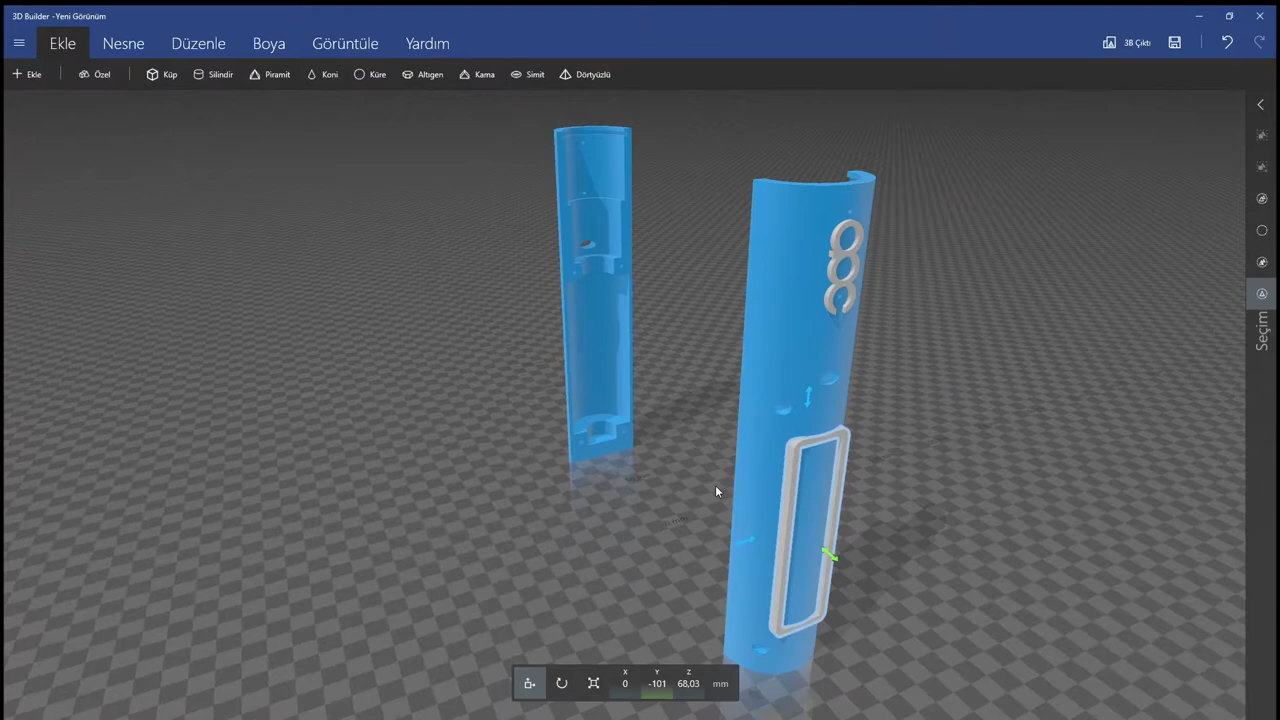 3D Builder - Yeni Görünüm
Ekle Nesne Düzenle Boya Görüntüle Yardım 3B Çıktı
Ekle Özel Küp Silindir Piramit Koni Küre Altıgen Kama Simit Dörtyüzlü
Seçim
X Y Z
0 -101 68,03 mm